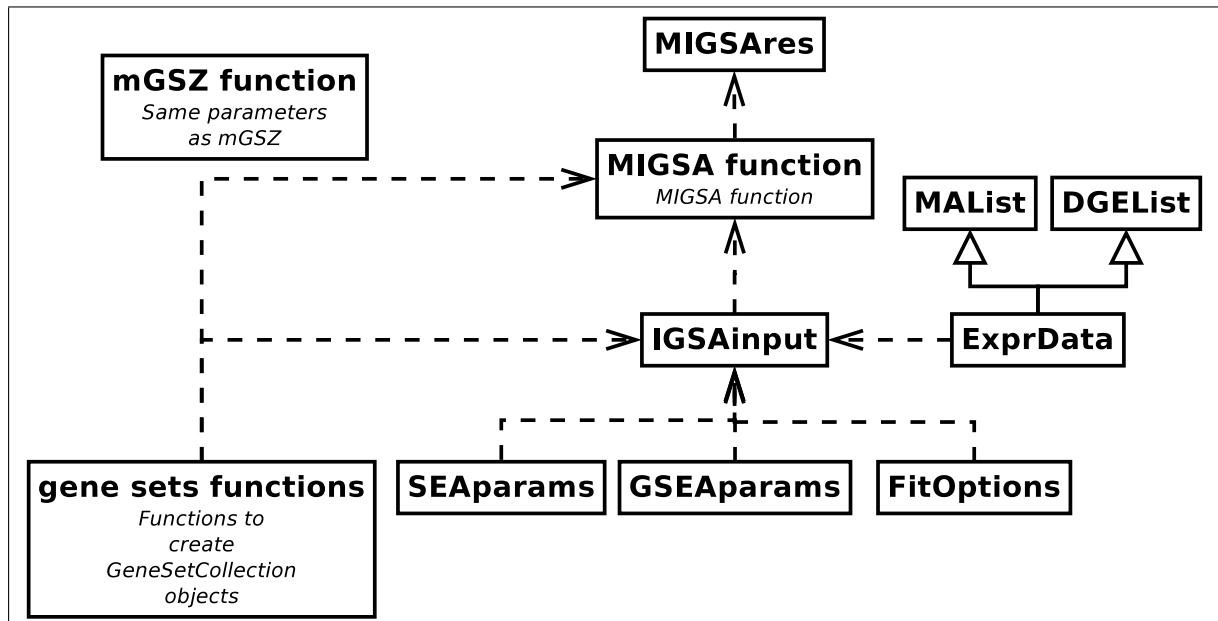 MIGSAres
mGSZ function
Same parameters
as mGSZ
MIGSA function
MIGSA function
MAList
DGEList
IGSAinput
ExprData
gene sets functions
Functions to
create
GeneSetCollection
objects
SEAparams
GSEAparams
FitOptions